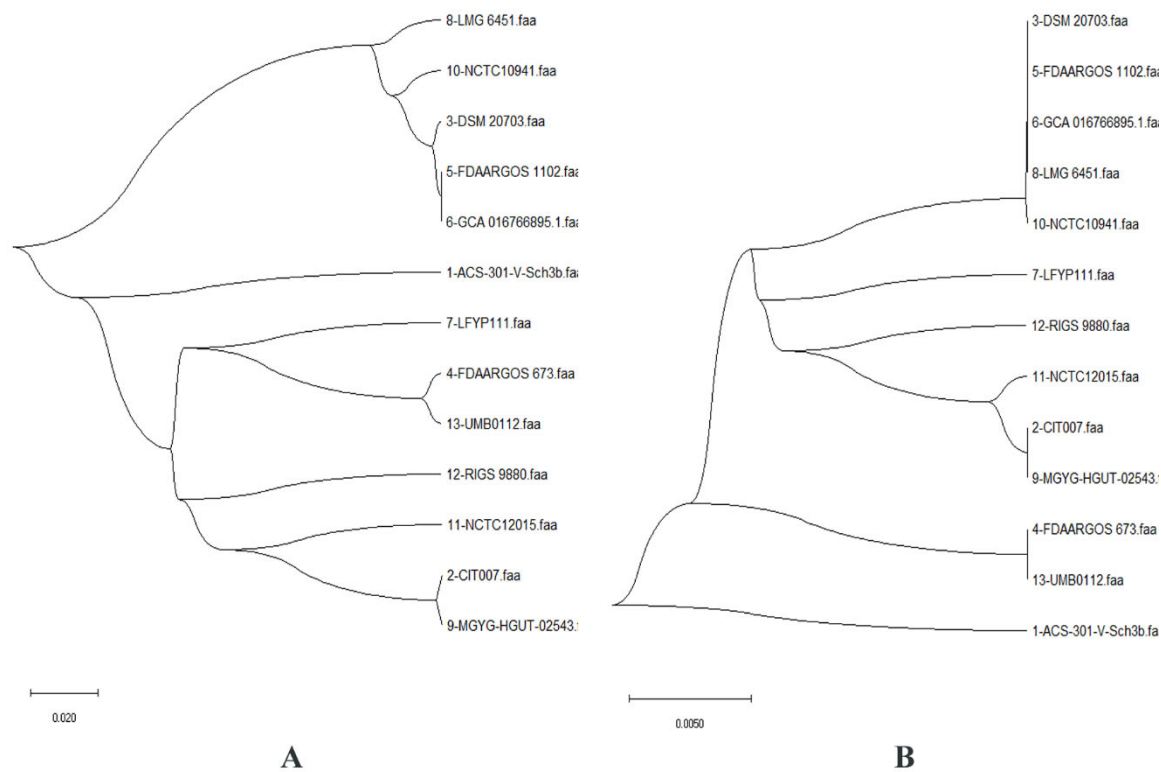 8-LMG 6451.faa
10-NCTC10941.faa
3-DSM 20703.faa
5-FDAARGOS 1102.faa
6-GCA 016766895.1.faa
1-ACS-301-V-Sch3b.faa
7-LFYP111.faa
4-FDAARGOS 673.faa
13-UMB0112.faa
12-RIGS 9880.faa
11-NCTC12015.faa
2-CIT007.faa
9-MGYG-HGUT-02543.
0.020
A
3-DSM 20703.faa
5-FDAARGOS 1102.faa
6-GCA 016766895.1.faa
8-LMG 6451.faa
10-NCTC10941.faa
7-LFYP111.faa
12-RIGS 9880.faa
11-NCTC12015.faa
2-CIT007.faa
9-MGYG-HGUT-02543.
4-FDAARGOS 673.faa
13-UMB0112.faa
1-ACS-301-V-Sch3b.faa
0.0050
B